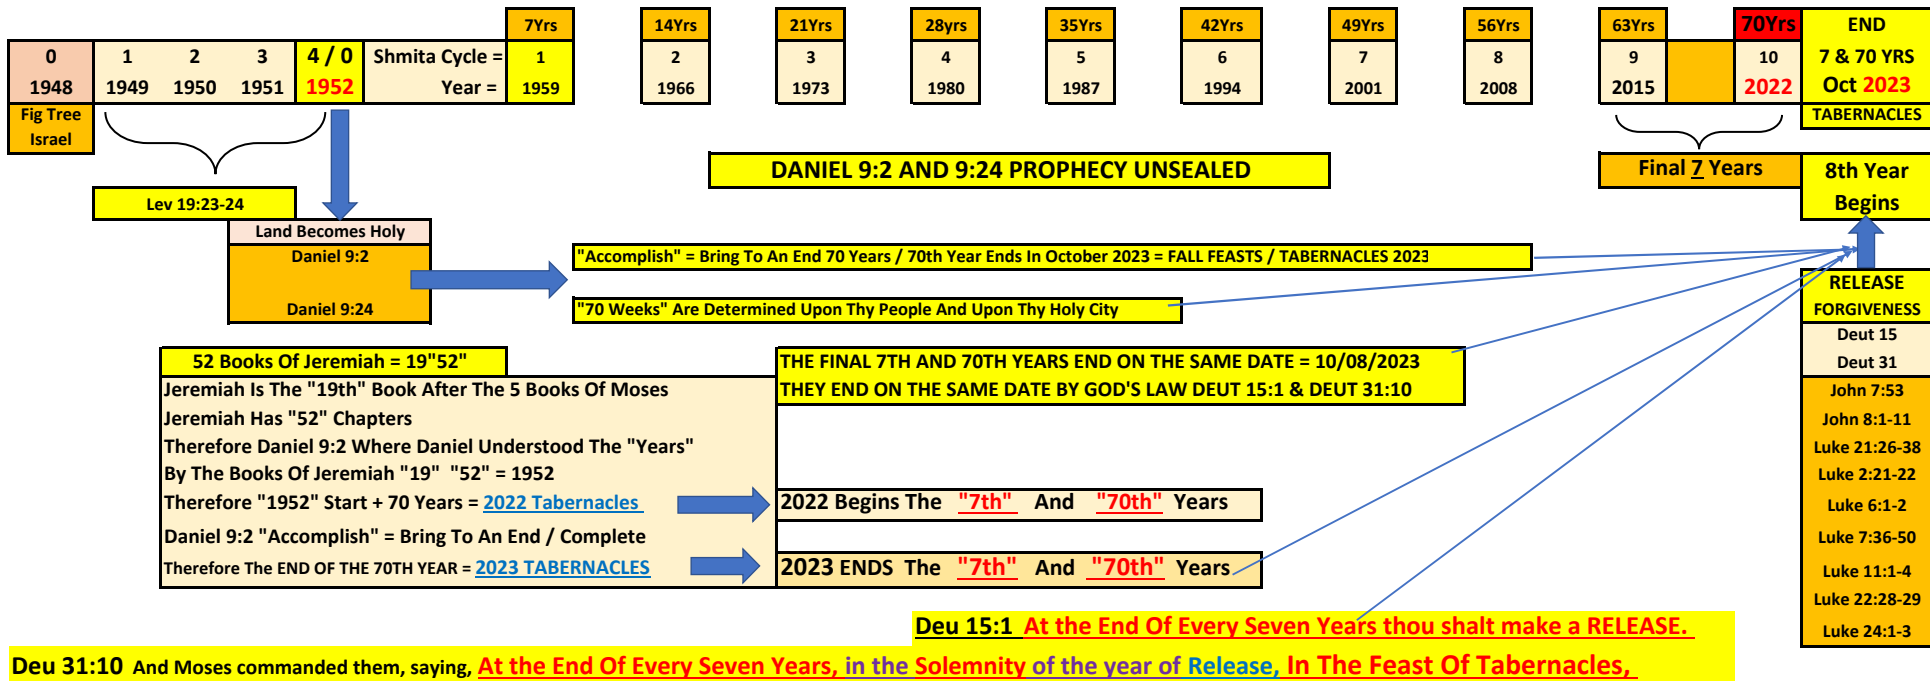 7Yrs 14Yrs 21Yrs 28yrs 35Yrs 42Yrs 49Yrs 56Yrs 63Yrs 70Yrs END
0 1 2 3 4 / 0 Shmita Cycle = 1 2 3 4 5 6 7 8 9 10 7 & 70 YRS
1948 1949 1950 1951 1952 Year = 1959 1966 1973 1980 1987 1994 2001 2008 2015 2022 Oct 2023
Fig Tree
Israel
TABERNACLES
DANIEL 9:2 AND 9:24 PROPHECY UNSEALED
Final 7 Years
8th Year
Begins
Lev 19:23-24
Land Becomes Holy
Daniel 9:2
Daniel 9:24
"Accomplish" = Bring To An End 70 Years / 70th Year Ends In October 2023 = FALL FEASTS / TABERNACLES 2023
"70 Weeks" Are Determined Upon Thy People And Upon Thy Holy City
52 Books Of Jeremiah = 19"52"
Jeremiah Is The "19th" Book After The 5 Books Of Moses
Jeremiah Has "52" Chapters
Therefore Daniel 9:2 Where Daniel Understood The "Years"
By The Books Of Jeremiah "19" "52" = 1952
Therefore "1952" Start + 70 Years = 2022 Tabernacles
Daniel 9:2 "Accomplish" = Bring To An End / Complete
Therefore The END OF THE 70TH YEAR = 2023 TABERNACLES
THE FINAL 7TH AND 70TH YEARS END ON THE SAME DATE = 10/08/2023
THEY END ON THE SAME DATE BY GOD'S LAW DEUT 15:1 & DEUT 31:10
2022 Begins The "7th" And "70th" Years
2023 ENDS The "7th" And "70th" Years
RELEASE
FORGIVENESS
Deut 15
Deut 31
John 7:53
John 8:1-11
Luke 21:26-38
Luke 2:21-22
Luke 6:1-2
Luke 7:36-50
Luke 11:1-4
Luke 22:28-29
Luke 24:1-3
Deu 15:1 At the End Of Every Seven Years thou shalt make a RELEASE.
Deu 31:10 And Moses commanded them, saying, At the End Of Every Seven Years, in the Solemnity of the year of Release, In The Feast Of Tabernacles,